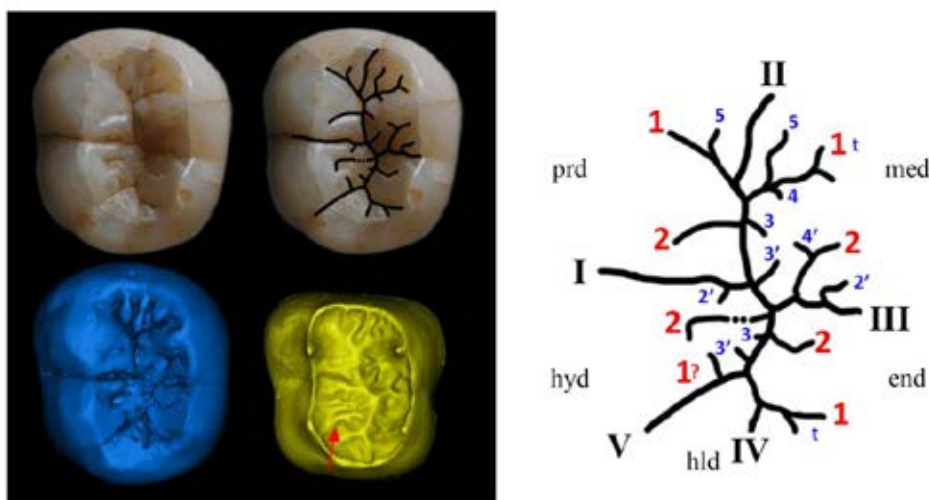 II
1 5 5
1 t
prd med
4
2 3
4' 2
I 3'
2' 2'
2 III
3 2
3'
1?
hyd end
1
V IV t
hld